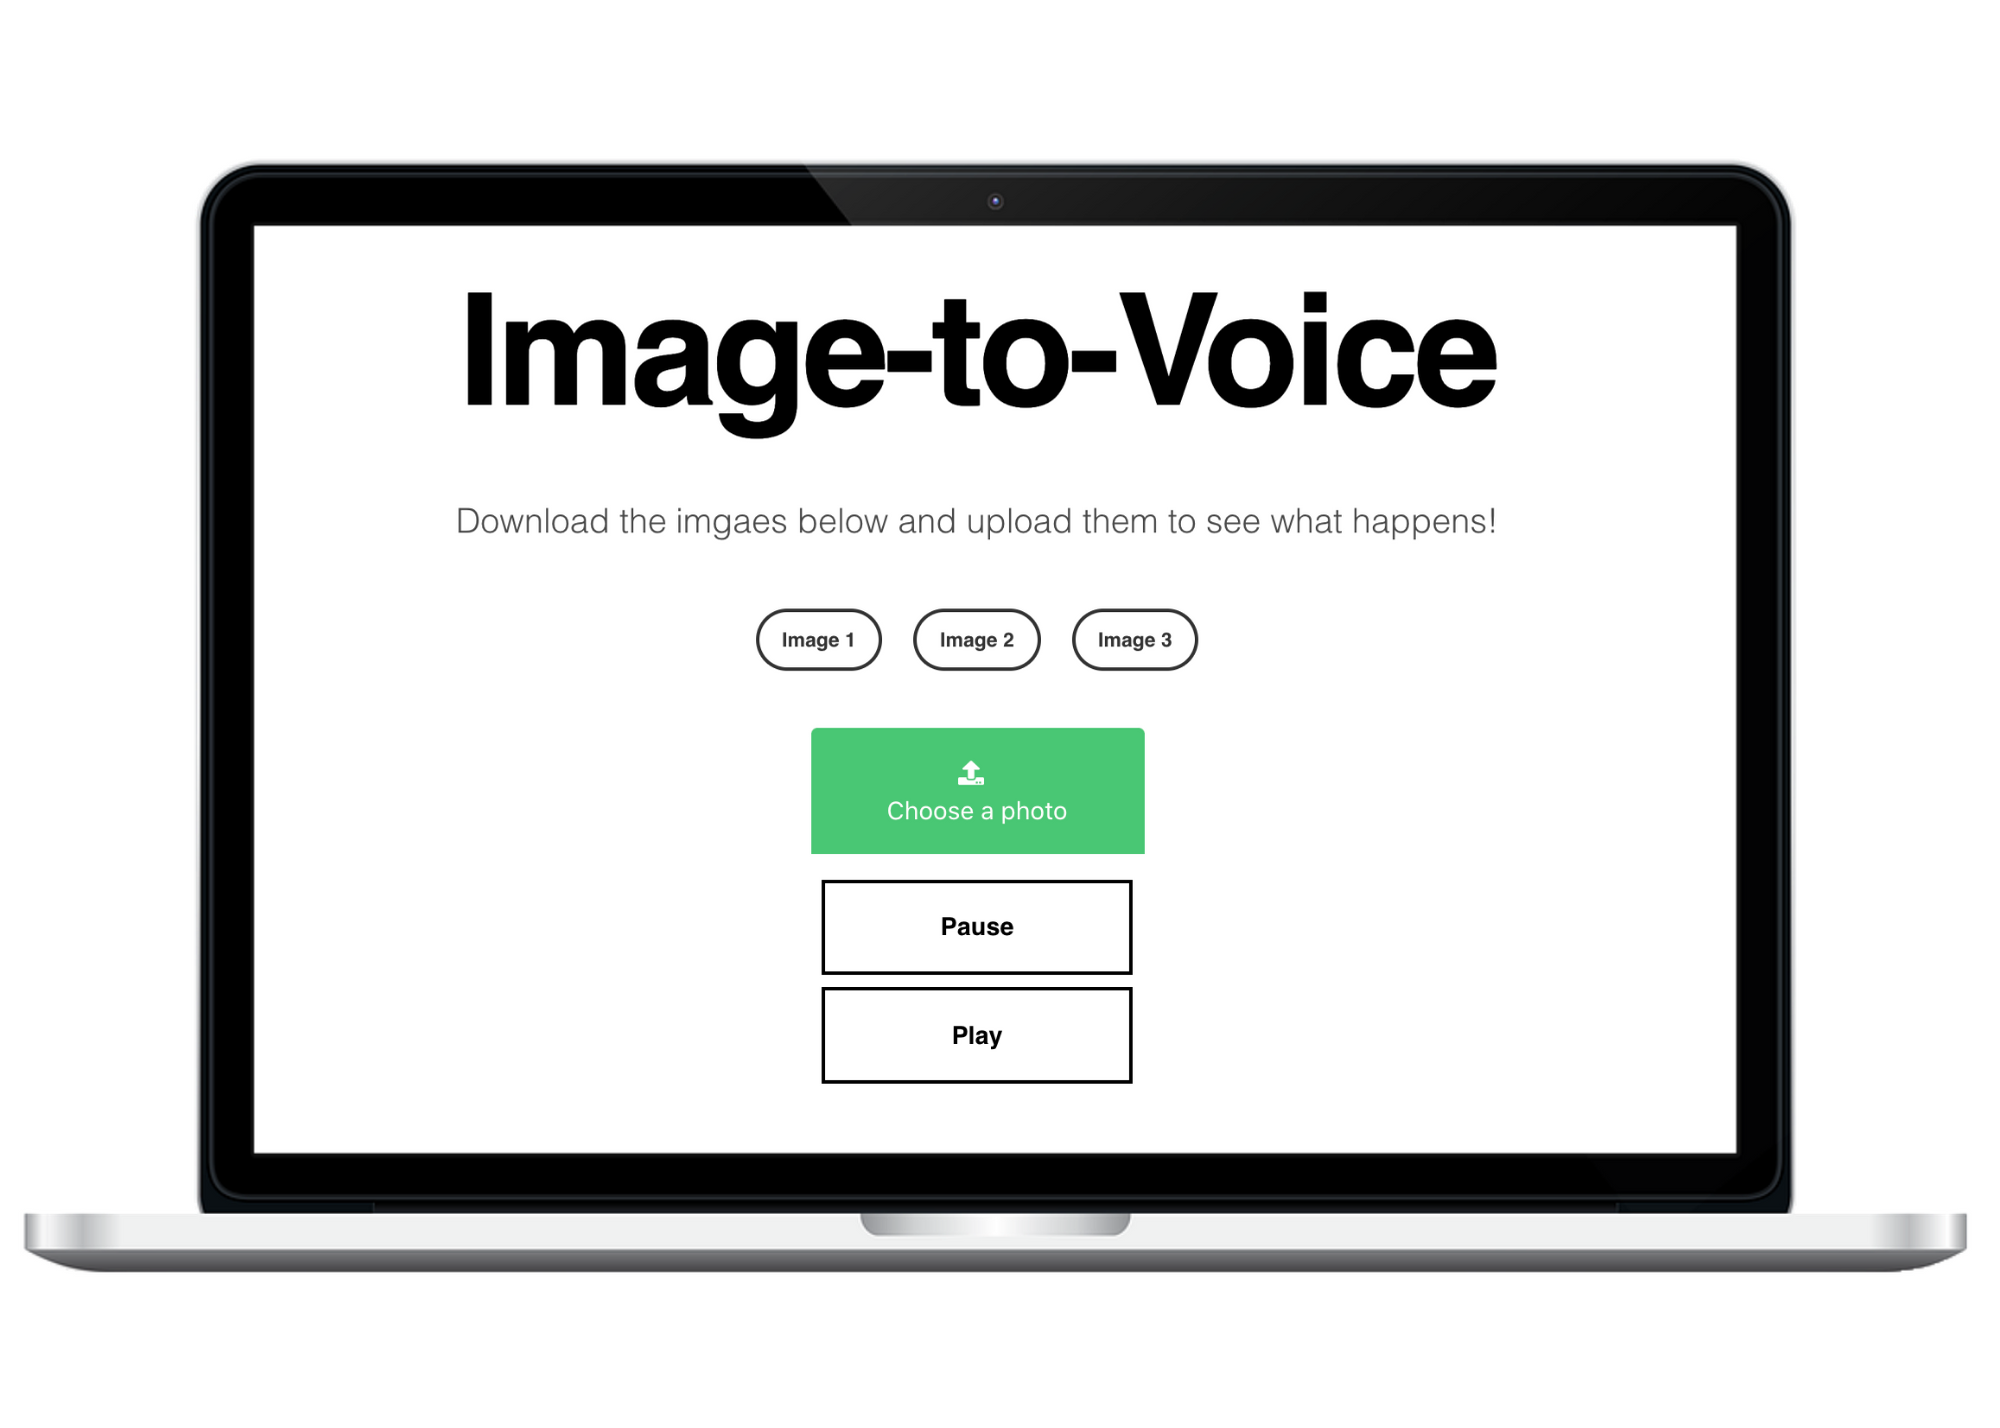 Image-to-Voice
Download the imgaes below and upload them to see what happens!
Image 1 Image 2 Image 3
Choose a photo
Pause
Play